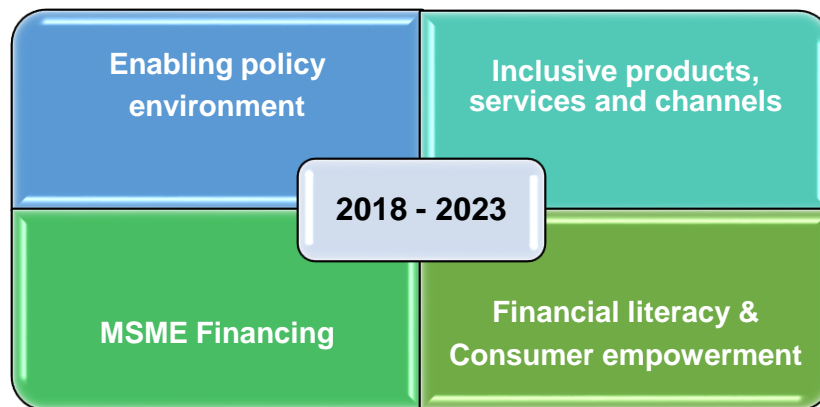 Enabling policy
environment
Inclusive products,
services and channels
2018 - 2023
MSME Financing
Financial literacy &
Consumer empowerment